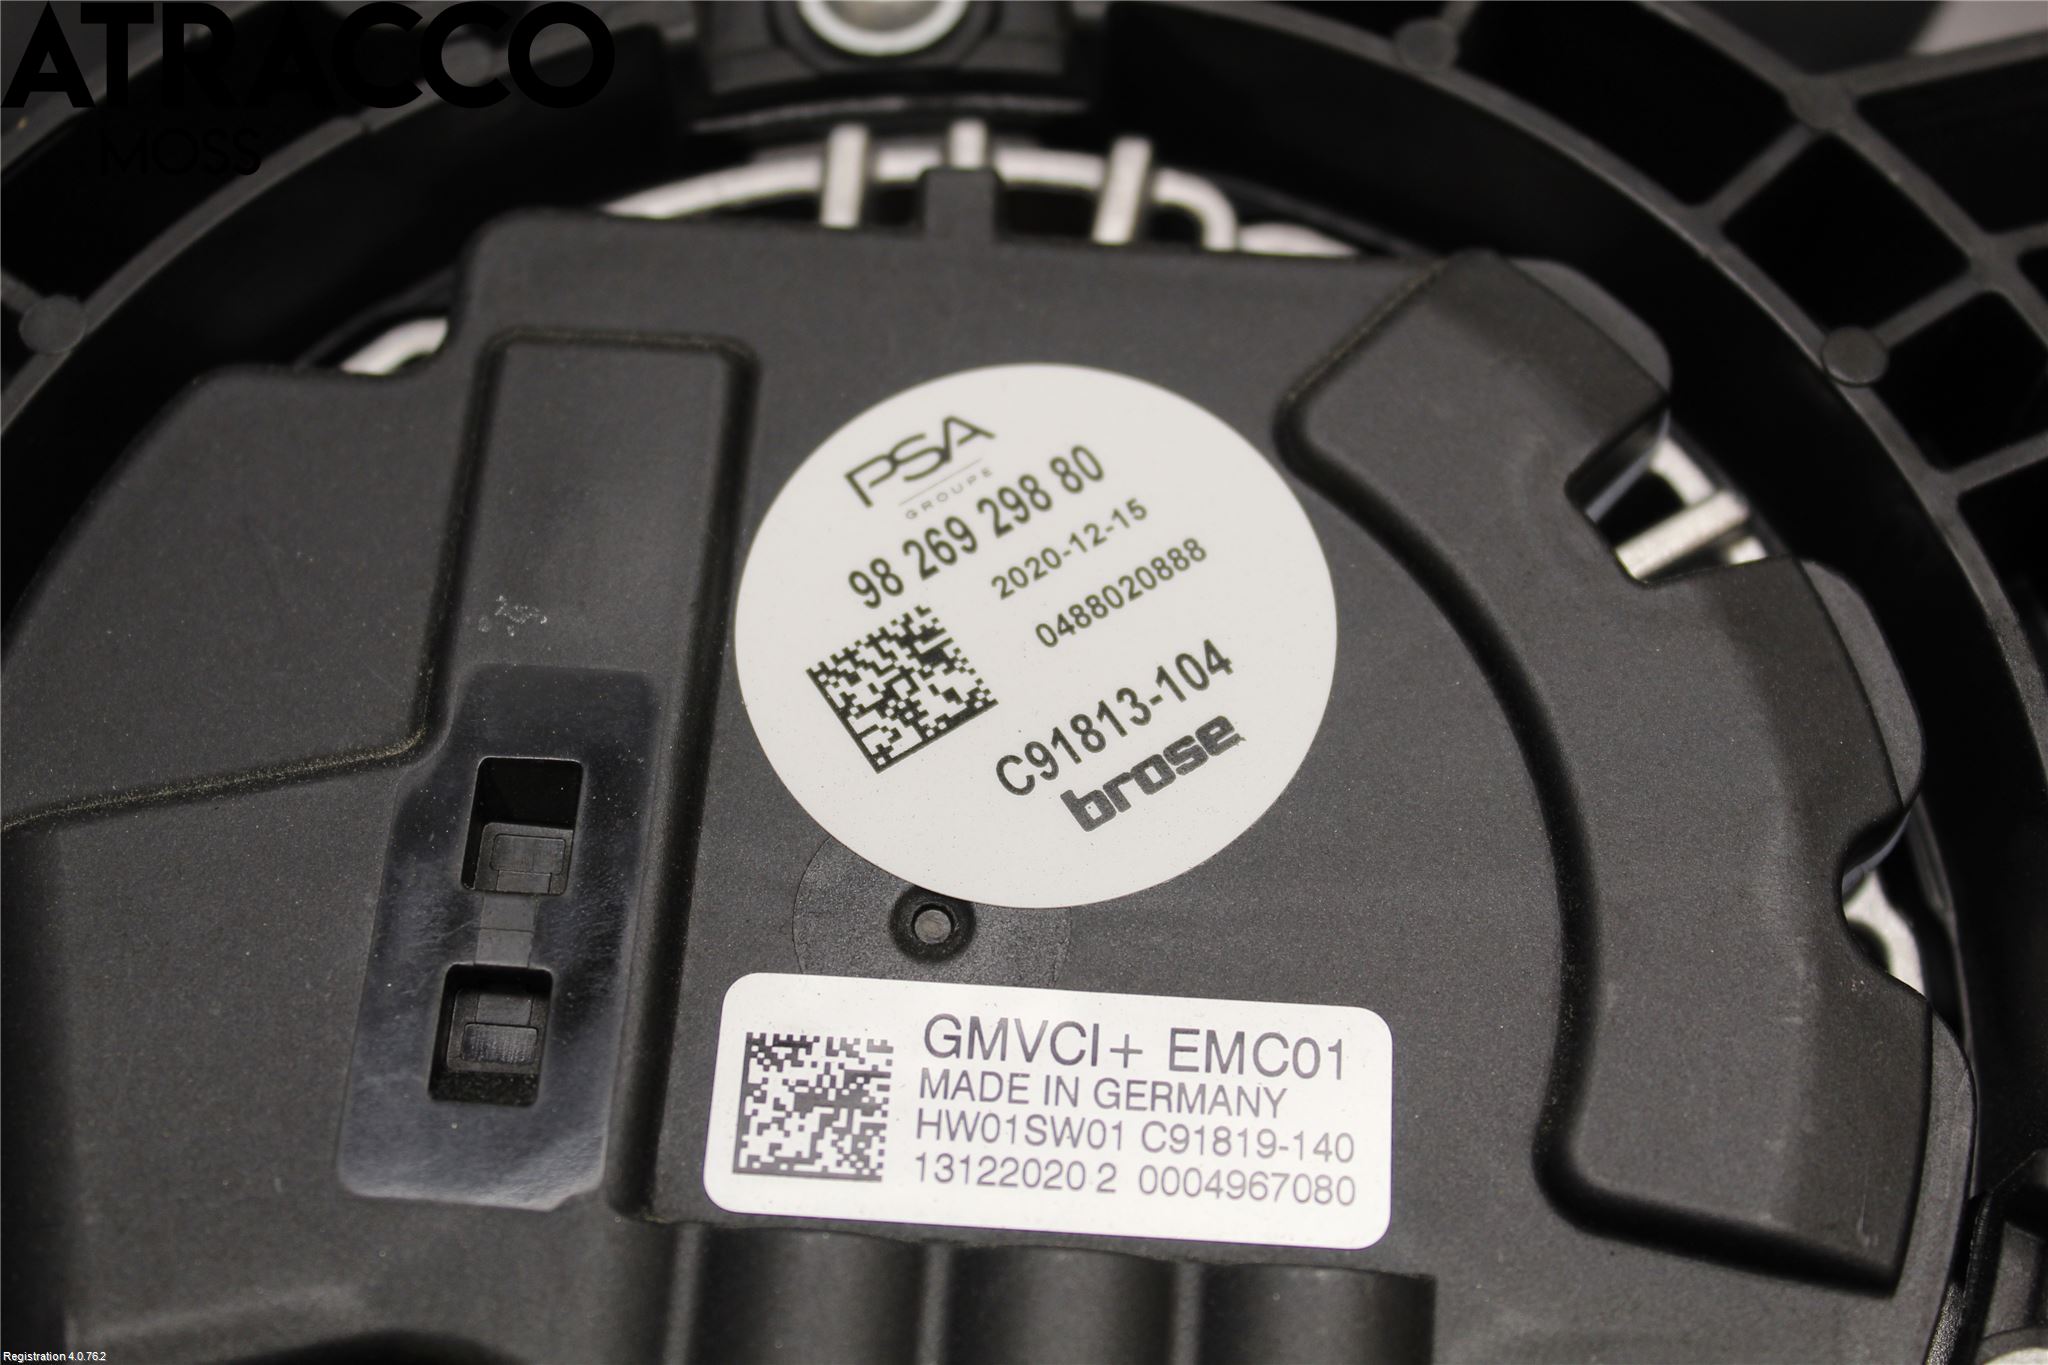 ATRACCO
MOSS
PSA
GROUPE
98 269 298 80
2020-12-15
0488020888
C91813-104
brose
GMVCI+ EMC01
MADE IN GERMANY
HW01SW01 C91819-140
13122020 2 0004967080
Registration 4.0.76.2